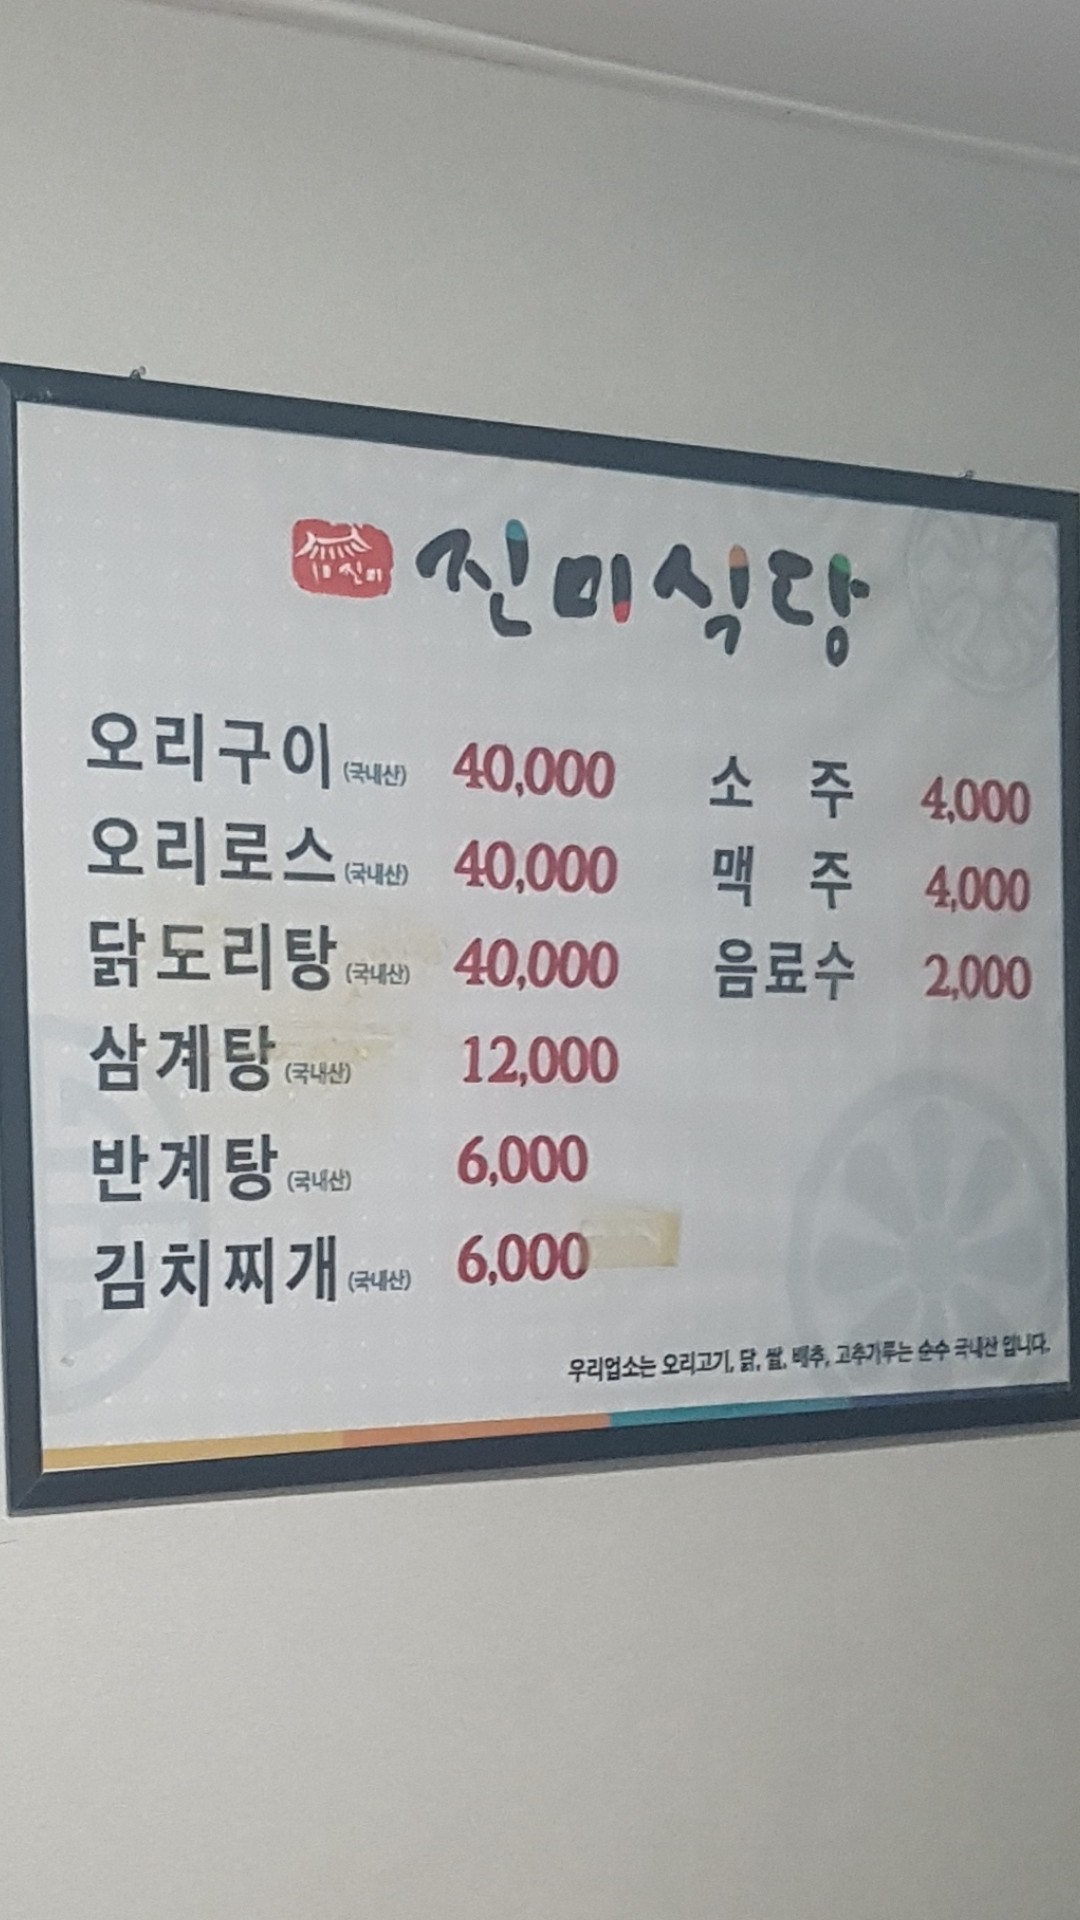 진미식당
오리구이(국내산) 40,000
오리로스(국내산) 40,000
닭도리탕(국내산) 40,000
삼계탕(국내산) 12,000
반계탕(국내산) 6,000
김치찌개(국내산) 6,000
소 주 4,000
맥 주 4,000
음료수 2,000
우리업소는 오리고기, 닭, 쌀, 배추, 고추가루는 순수 국내산 입니다.